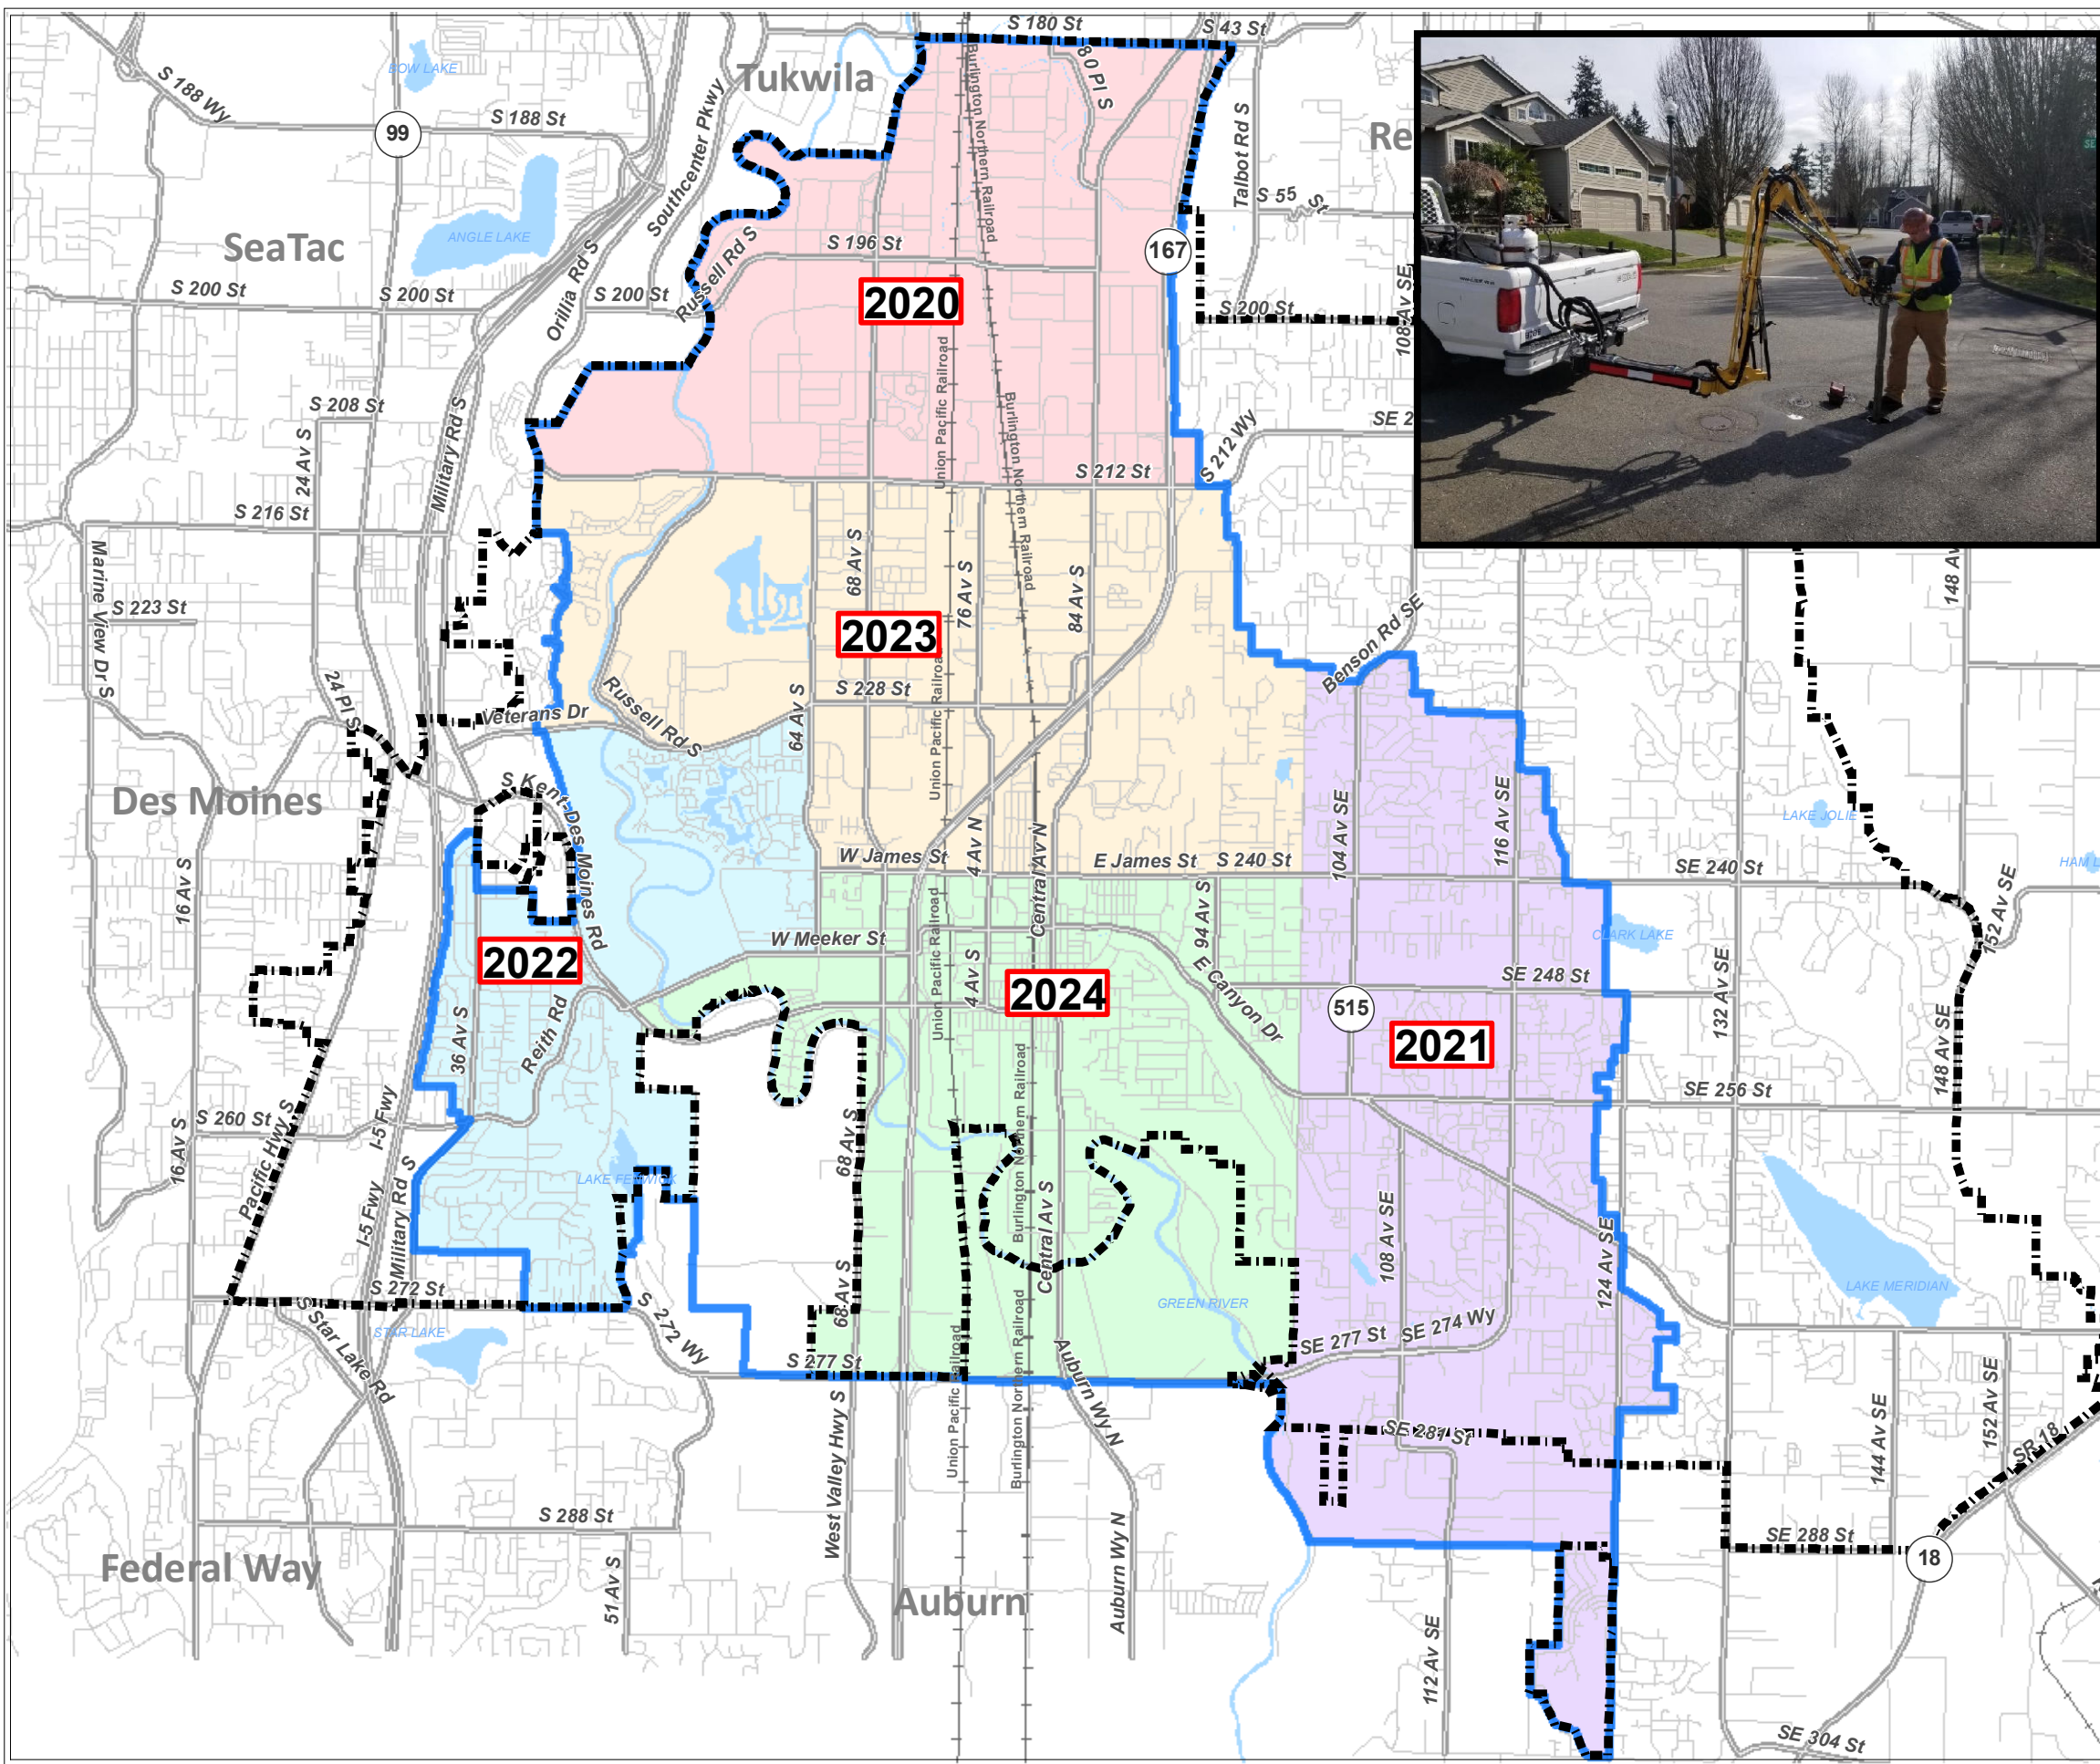 S 180 St
S 43 St
BOW LAKE
Tukwila
S 188 Wy
99
S 188 St
Southcenter Pkwy
Burlington Northern Railroad
80 Pl S
Talbot Rd S
Re
S 55 St
SeaTac
ANGLE LAKE
S 196 St
167
Russell Rd S
Orillia Rd S
S 200 St
S 200 St
S 200 St
2020
S 200 St
108 Av SE
S 208 St
24 Av S
Military Rd S
Union Pacific Railroad
Burlington Northern Railroad
S 212 Wy
SE 2
S 212 St
S 216 St
Marine View Dr S
S 223 St
68 Av S
76 Av S
84 Av S
148 Av
2023
Benson Rd SE
Russell Rd S
S 228 St
24 Pl S
Veterans Dr
64 Av S
Union Pacific Railroad
S Kent-Des Moines Rd
Des Moines
104 Av SE
116 Av SE
LAKE JOLIE
W James St
4 Av N
Central Av N
E James St
S 240 St
SE 240 St
HAM L
16 Av S
152 Av SE
94 Av S
CLARK LAKE
W Meeker St
Union Pacific Railroad
2022
4 Av S
2024
E Canyon Dr
SE 248 St
132 Av SE
515
36 Av S
Reith Rd
2021
148 Av SE
SE 256 St
S 260 St
16 Av S
Pacific Hwy S
I-5 Fwy
68 Av S
Burlington Northern Railroad
LAKE FENWICK
I-5 Fwy
Military Rd S
Central Av S
108 Av SE
124 Av SE
LAKE MERIDIAN
S 272 St
S 272 Wy
68 Av S
GREEN RIVER
Burlington Northern Railroad
STAR LAKE
S Star Lake Rd
S 277 St
Union Pacific Railroad
SE 277 St
SE 274 Wy
Auburn Wy N
West Valley Hwy S
SE 281 St
144 Av SE
152 Av SE
SR 18
S 288 St
SE 288 St
18
Federal Way
51 Av S
Auburn
Auburn Wy N
112 Av SE
SE 304 St